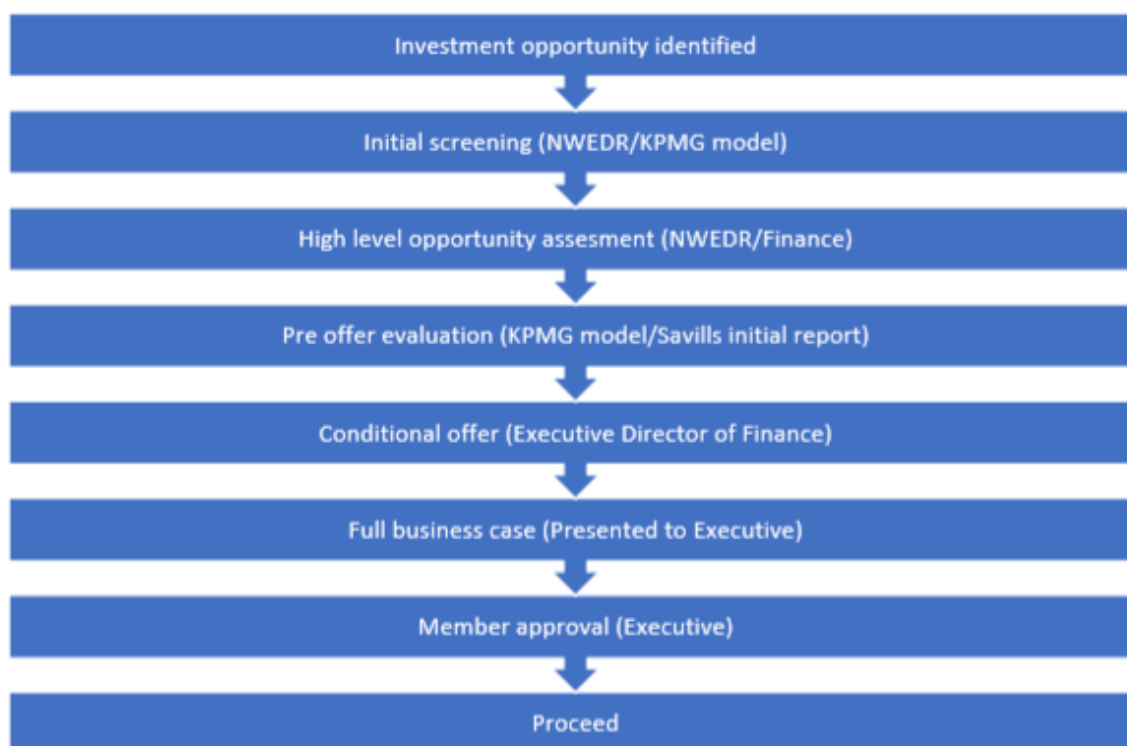 Investment opportunity identified
Initial screening (NWEDR/KPMG model)
High level opportunity assesment (NWEDR/Finance)
Pre offer evaluation (KPMG model/Savills initial report)
Conditional offer (Executive Director of Finance)
Full business case (Presented to Executive)
Member approval (Executive)
Proceed